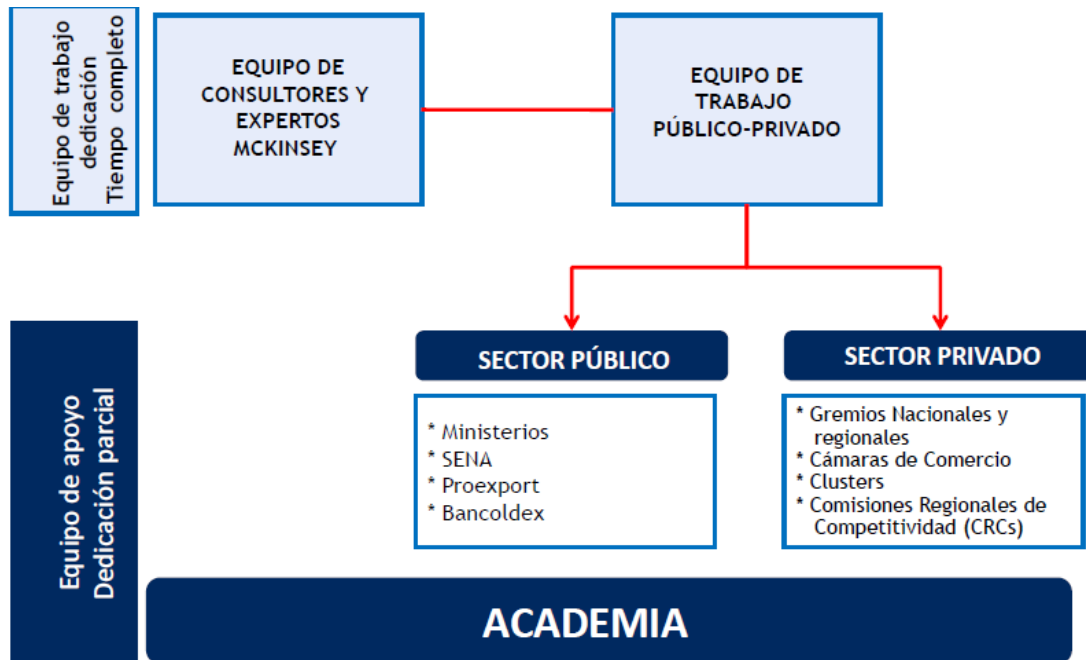 Equipo de trabajo
dedicación
Tiempo completo
EQUIPO DE
CONSULTORES Y
EXPERTOS
MCKINSEY
EQUIPO DE
TRABAJO
PÚBLICO-PRIVADO
Equipo de apoyo
Dedicación parcial
SECTOR PÚBLICO
* Ministerios
* SENA
* Proexport
* Bancoldex
SECTOR PRIVADO
* Gremios Nacionales y
regionales
* Cámaras de Comercio
* Clusters
* Comisiones Regionales de
Competitividad (CRCs)
ACADEMIA